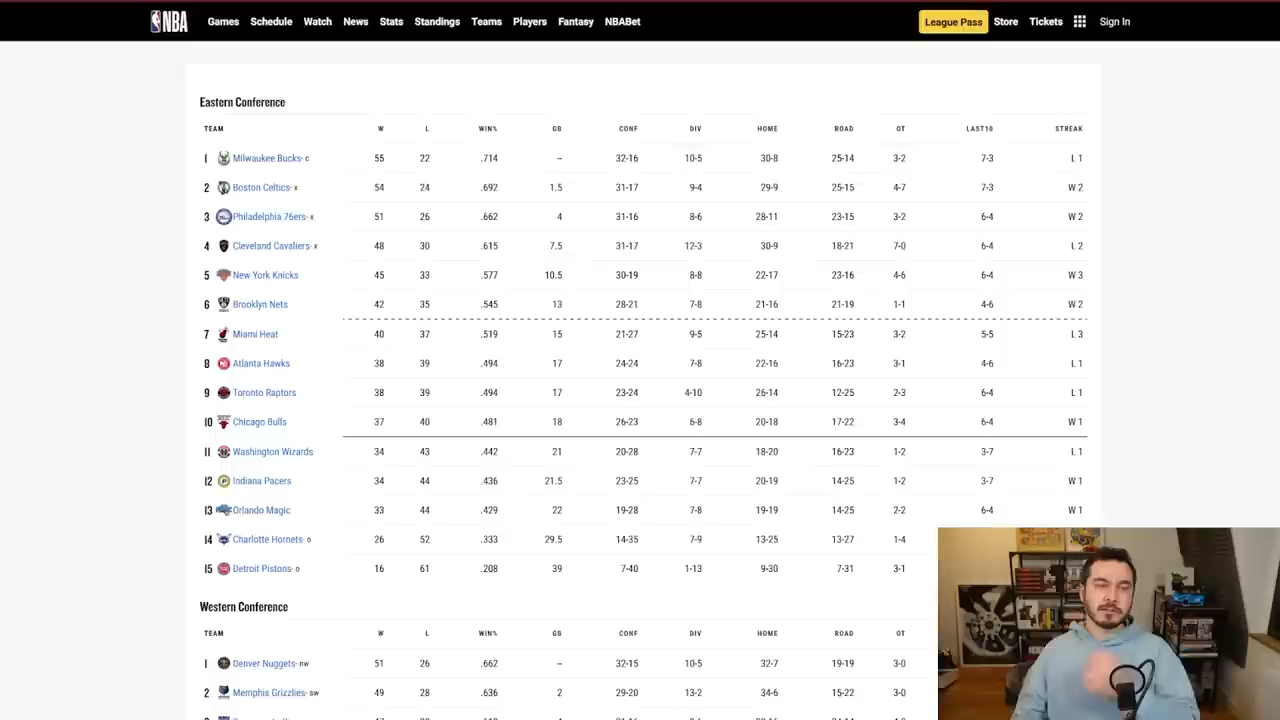 NBA Games Schedule Watch News Stats Standings Teams Players Fantasy NBABet League Pass Store Tickets Sign In
Eastern Conference
TEAM W L WIN% GB CONF DIV HOME ROAD OT LAST10 STREAK
1 Milwaukee Bucks- c 55 22 .714 -- 32-16 10-5 30-8 25-14 3-2 7-3 L 1
2 Boston Celtics- x 54 24 .692 1.5 31-17 9-4 29-9 25-15 4-7 7-3 W 2
3 Philadelphia 76ers- x 51 26 .662 4 31-16 8-6 28-11 23-15 3-2 6-4 W 2
4 Cleveland Cavaliers- x 48 30 .615 7.5 31-17 12-3 30-9 18-21 7-0 6-4 L 2
5 New York Knicks 45 33 .577 10.5 30-19 8-8 22-17 23-16 4-6 6-4 W 3
6 Brooklyn Nets 42 35 .545 13 28-21 7-8 21-16 21-19 1-1 4-6 W 2
7 Miami Heat 40 37 .519 15 21-27 9-5 25-14 15-23 3-2 5-5 L 3
8 Atlanta Hawks 38 39 .494 17 24-24 7-8 22-16 16-23 3-1 4-6 L 1
9 Toronto Raptors 38 39 .494 17 23-24 4-10 26-14 12-25 2-3 6-4 L 1
10 Chicago Bulls 37 40 .481 18 26-23 6-8 20-18 17-22 3-4 6-4 W 1
11 Washington Wizards 34 43 .442 21 20-28 7-7 18-20 16-23 1-2 3-7 L 1
12 Indiana Pacers 34 44 .436 21.5 23-25 7-7 20-19 14-25 1-2 3-7 W 1
13 Orlando Magic 33 44 .429 22 19-28 7-8 19-19 14-25 2-2 6-4 W 1
14 Charlotte Hornets- o 26 52 .333 29.5 14-35 7-9 13-25 13-27 1-4
15 Detroit Pistons- o 16 61 .208 39 7-40 1-13 9-30 7-31 3-1
Western Conference
TEAM W L WIN% GB CONF DIV HOME ROAD OT
1 Denver Nuggets- nw 51 26 .662 -- 32-15 10-5 32-7 19-19 3-0
2 Memphis Grizzlies- sw 49 28 .636 2 29-20 13-2 34-6 15-22 3-0